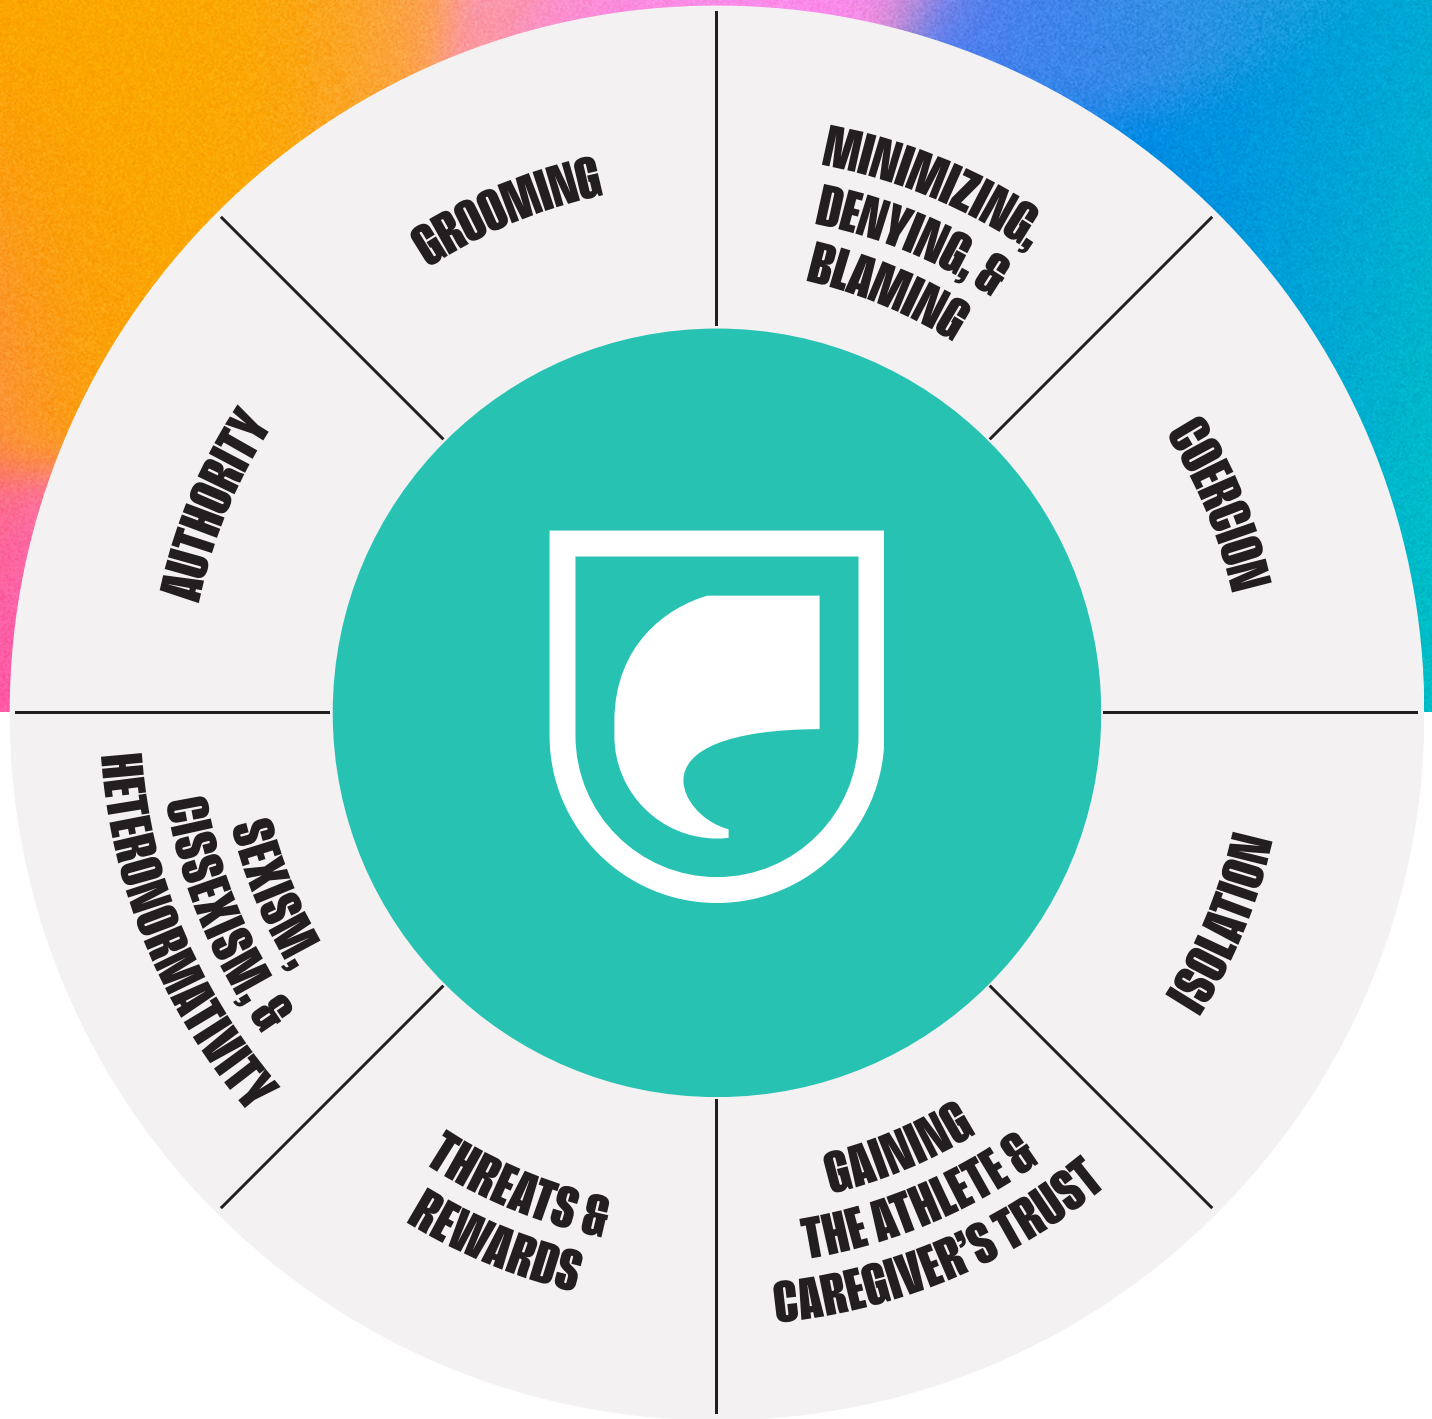 MINIMIZING,
DENYING, &
BLAMING
COERCION
ISOLATION
GAINING
THE ATHLETE &
CAREGIVER’S TRUST
THREATS &
REWARDS
SEXISM,
CISSEXISM, &
HETERONORMATIVITY
AUTHORITY
GROOMING